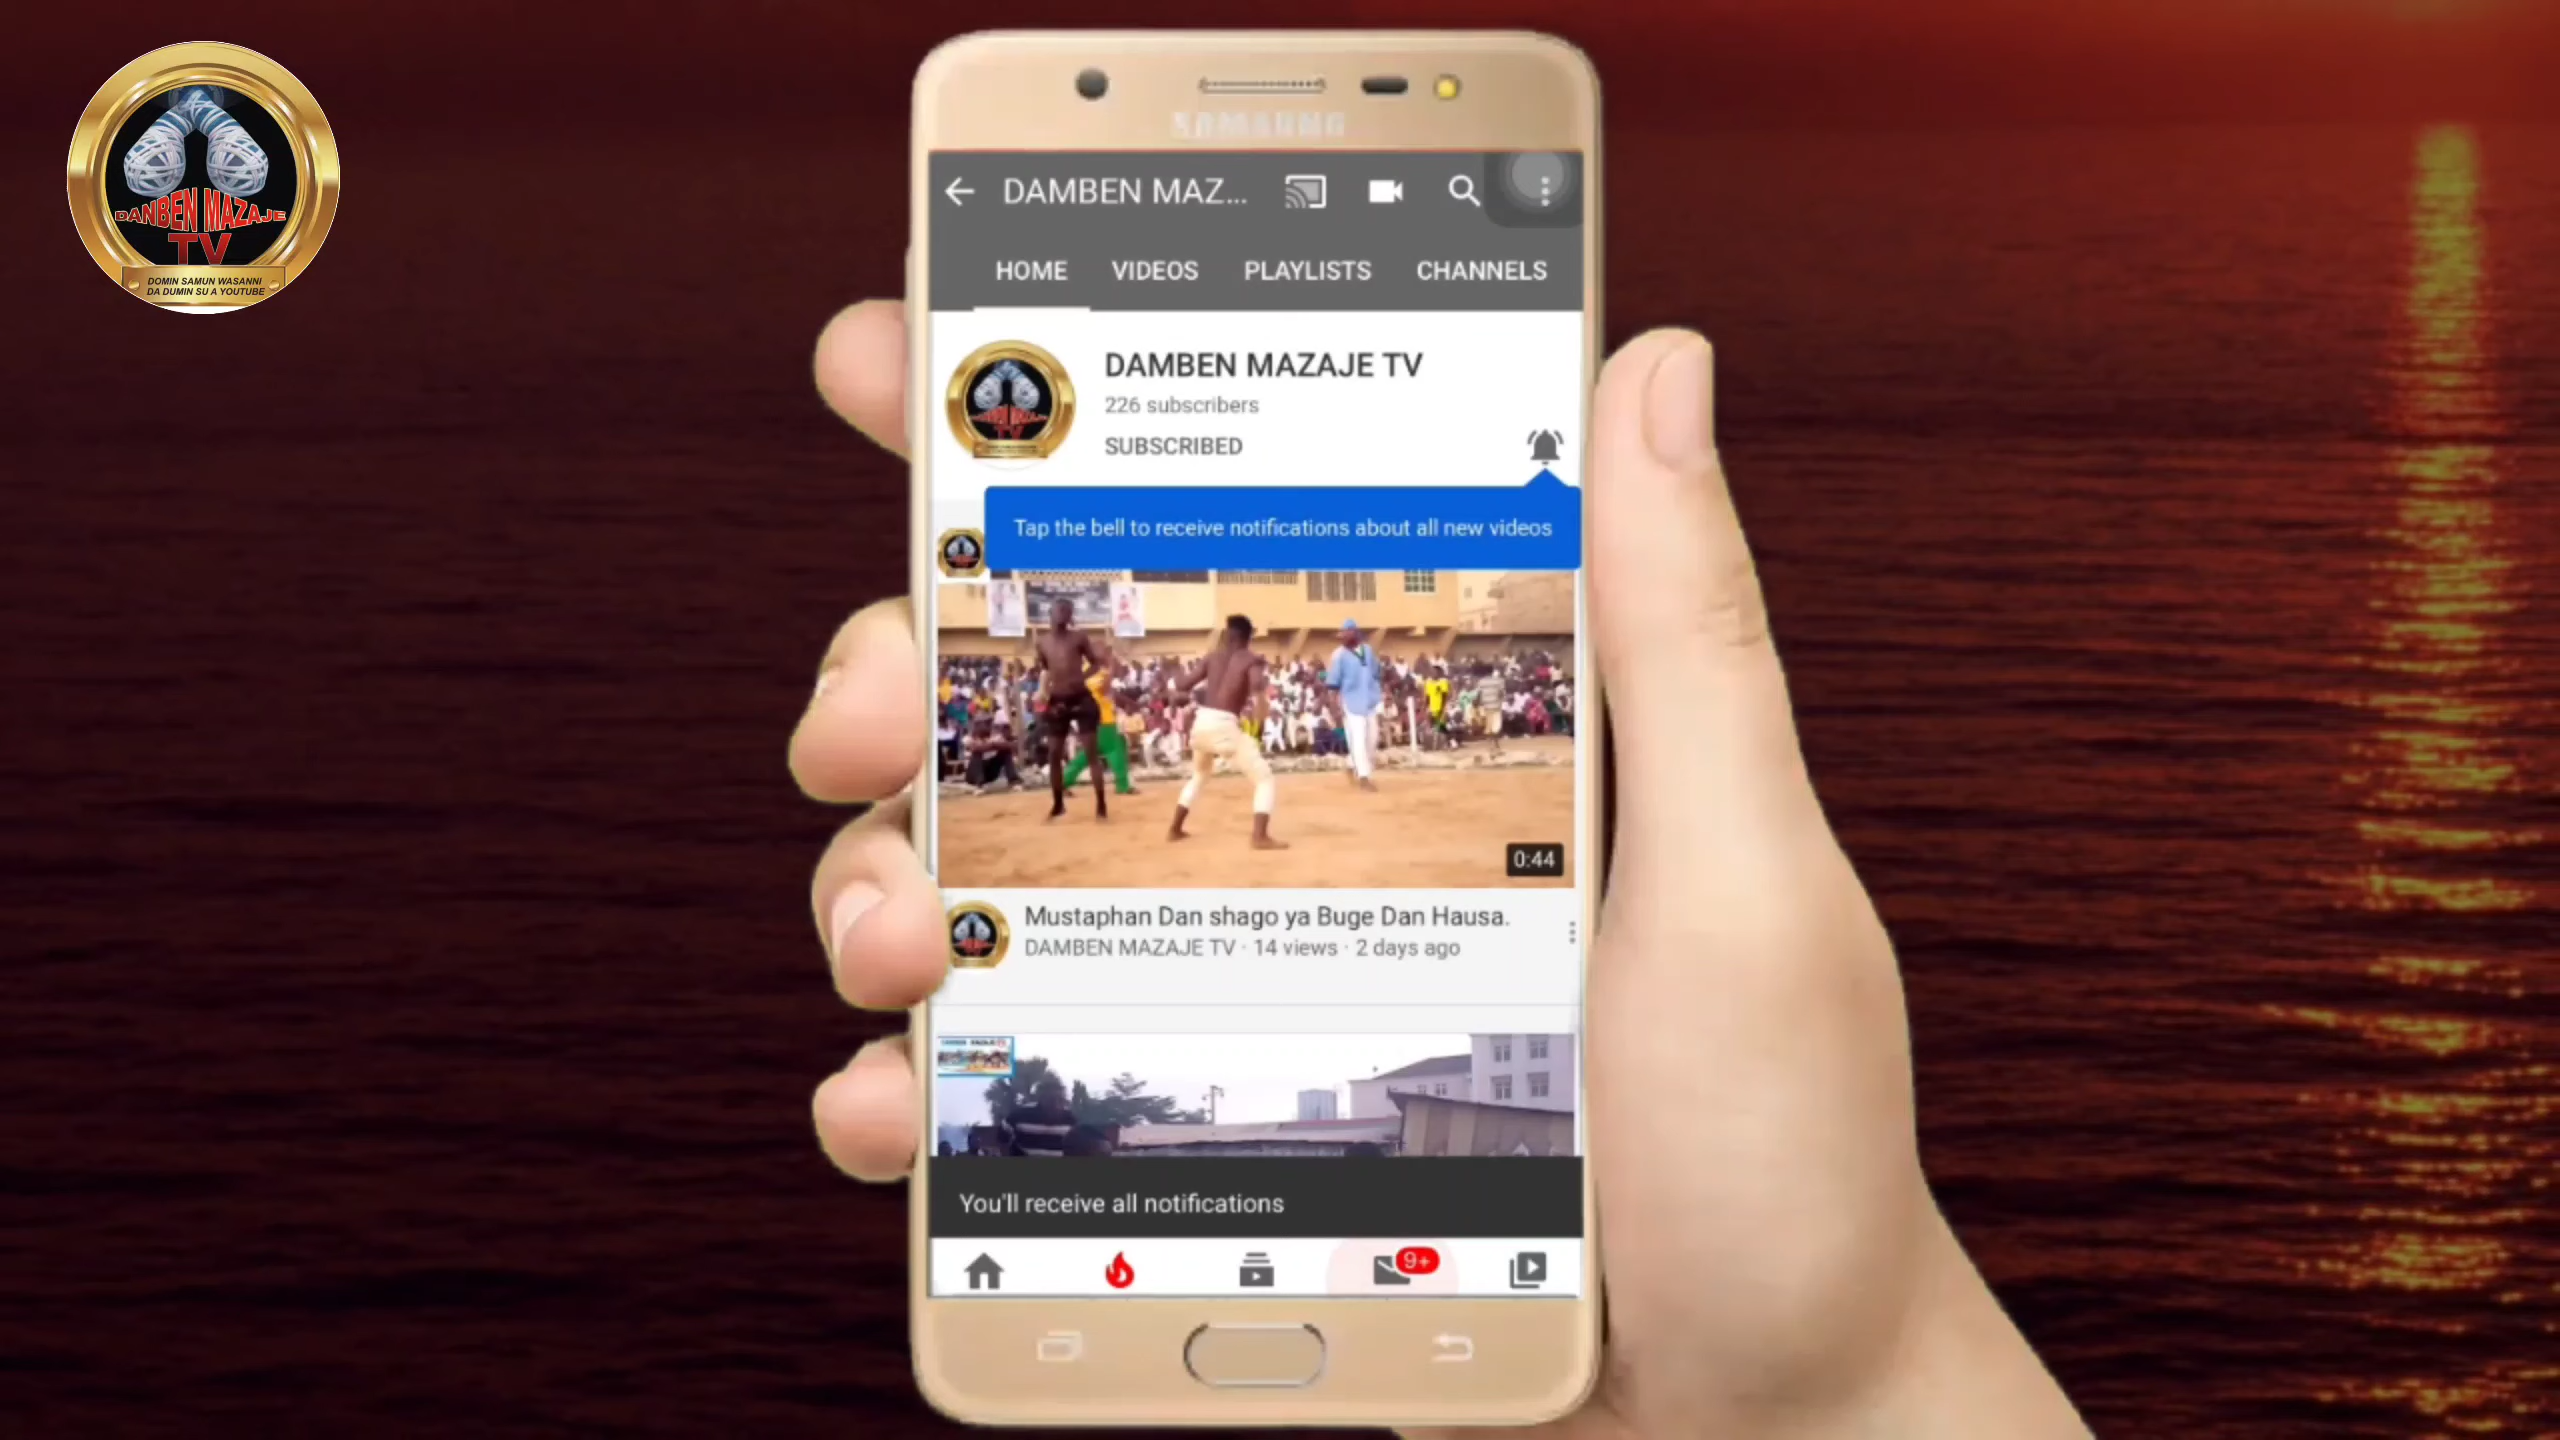 DANBEN MAZAJE
TV
DOMIN SAMUN WASANNI
DA DUMIN SU A YOUTUBE
SAMSUNG
DAMBEN MAZ...
HOME VIDEOS PLAYLISTS CHANNELS
DAMBEN MAZAJE TV
226 subscribers
SUBSCRIBED
Tap the bell to receive notifications about all new videos
0:44
Mustaphan Dan shago ya Buge Dan Hausa.
DAMBEN MAZAJE TV · 14 views · 2 days ago
You'll receive all notifications
9+